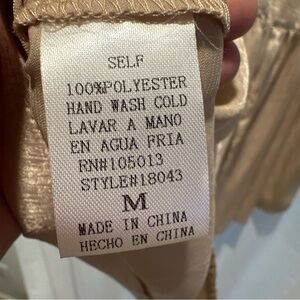 SELF
100%POLYESTER
HAND WASH COLD
LAVAR A MANO
EN AGUA FRIA
RN#105013
STYLE#18043
M
MADE IN CHINA
HECHO EN CHINA